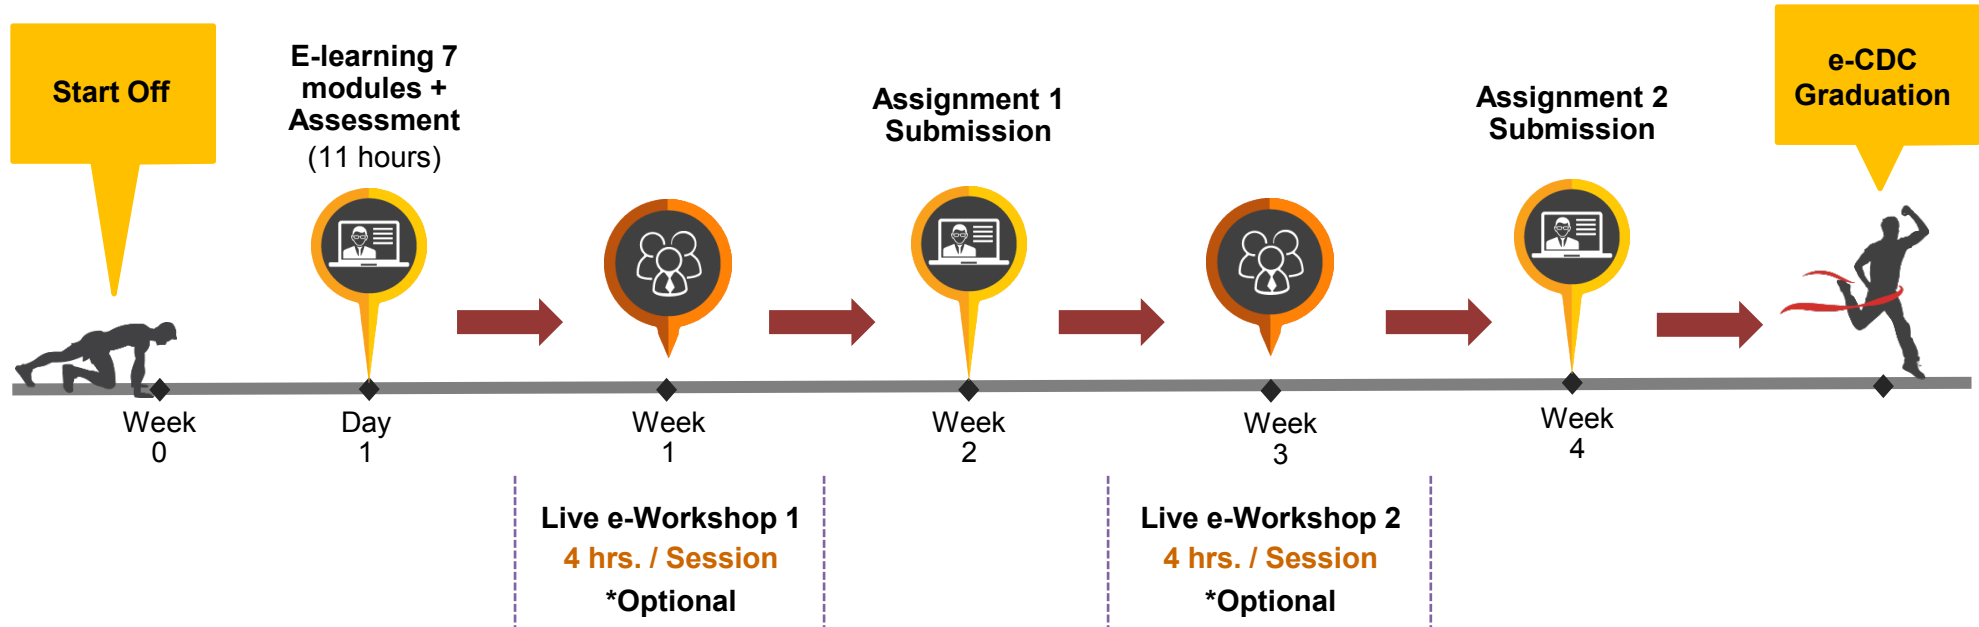 Start Off
E-learning 7
modules +
Assessment
(11 hours)
Assignment 1
Submission
Assignment 2
Submission
e-CDC
Graduation
Week
0
Day
1
Week
1
Week
2
Week
3
Week
4
Live e-Workshop 1
4 hrs. / Session
*Optional
Live e-Workshop 2
4 hrs. / Session
*Optional